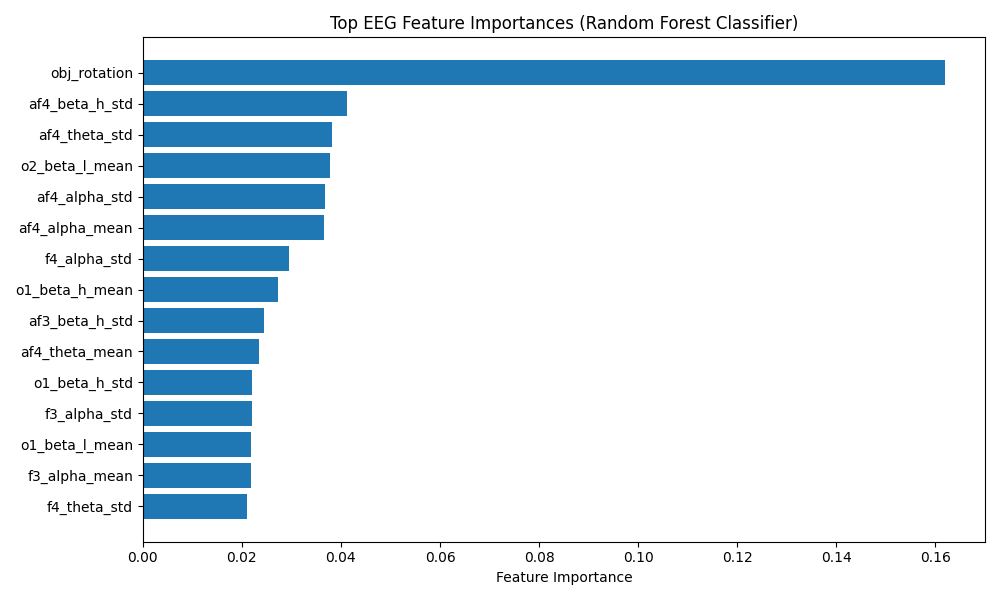 Top EEG Feature Importances (Random Forest Classifier)
obj_rotation
af4_beta_h_std
af4_theta_std
o2_beta_l_mean
af4_alpha_std
af4_alpha_mean
f4_alpha_std
o1_beta_h_mean
af3_beta_h_std
af4_theta_mean
o1_beta_h_std
f3_alpha_std
o1_beta_l_mean
f3_alpha_mean
f4_theta_std
0.00 0.02 0.04 0.06 0.08 0.10 0.12 0.14 0.16
Feature Importance